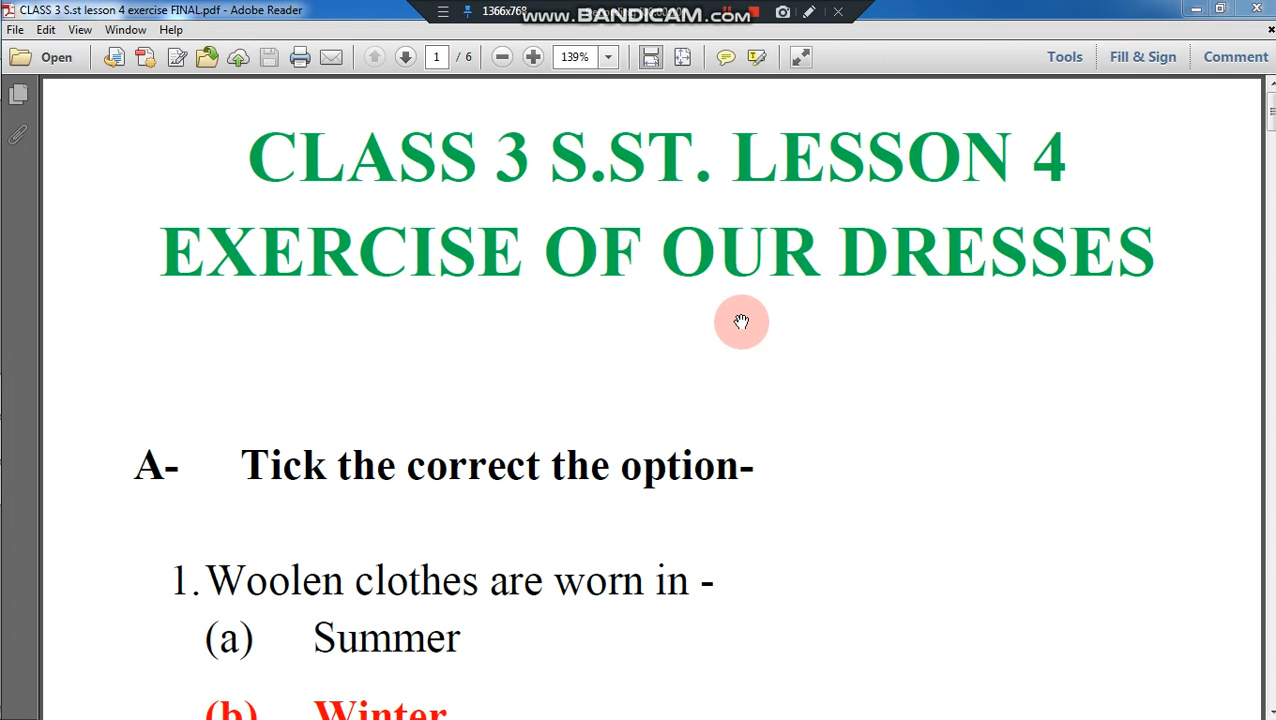 CLASS 3 S.st lesson 4 exercise FINAL.pdf - Adobe Reader
1366x768
www.BANDICAM.com
File Edit View Window Help
Open
1 / 6
139%
Tools Fill & Sign Comment
CLASS 3 S.ST. LESSON 4
EXERCISE OF OUR DRESSES
A- Tick the correct the option-
1. Woolen clothes are worn in -
(a) Summer
(b) Winter